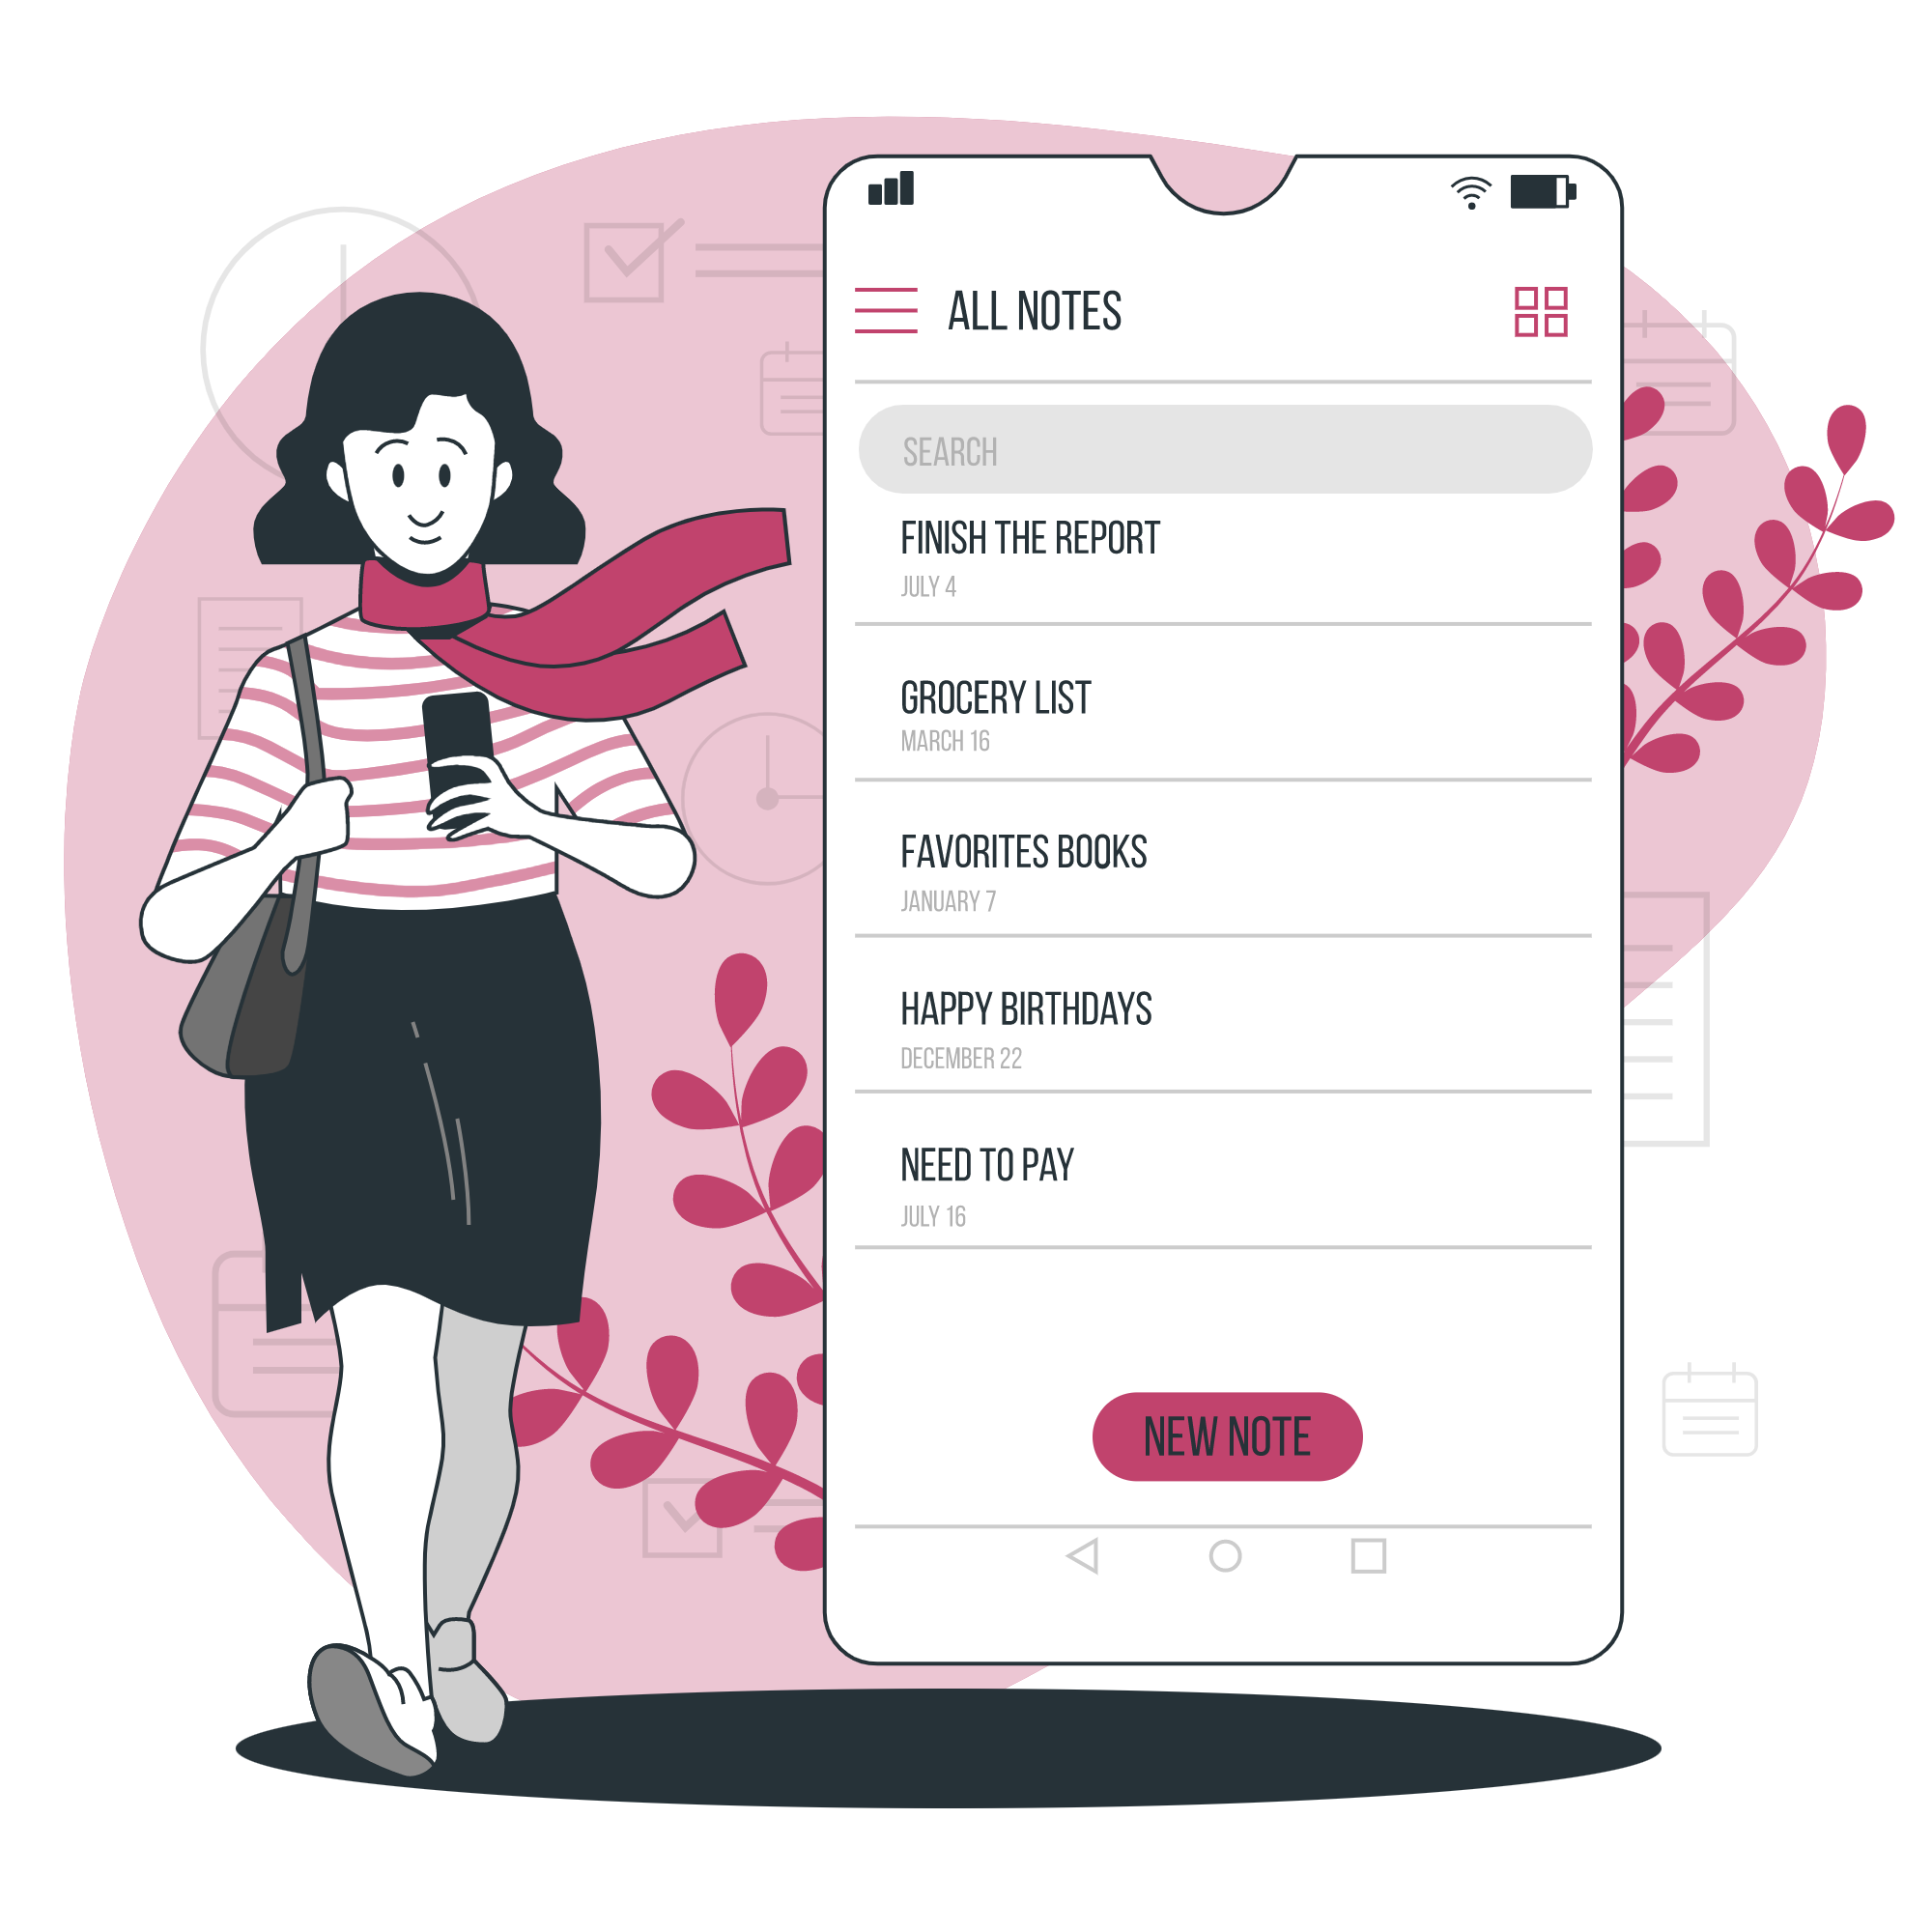 ALL NOTES
SEARCH
FINISH THE REPORT
JULY 4
GROCERY LIST
MARCH 16
FAVORITES BOOKS
JANUARY 7
HAPPY BIRTHDAYS
DECEMBER 22
NEED TO PAY
JULY 16
NEW NOTE